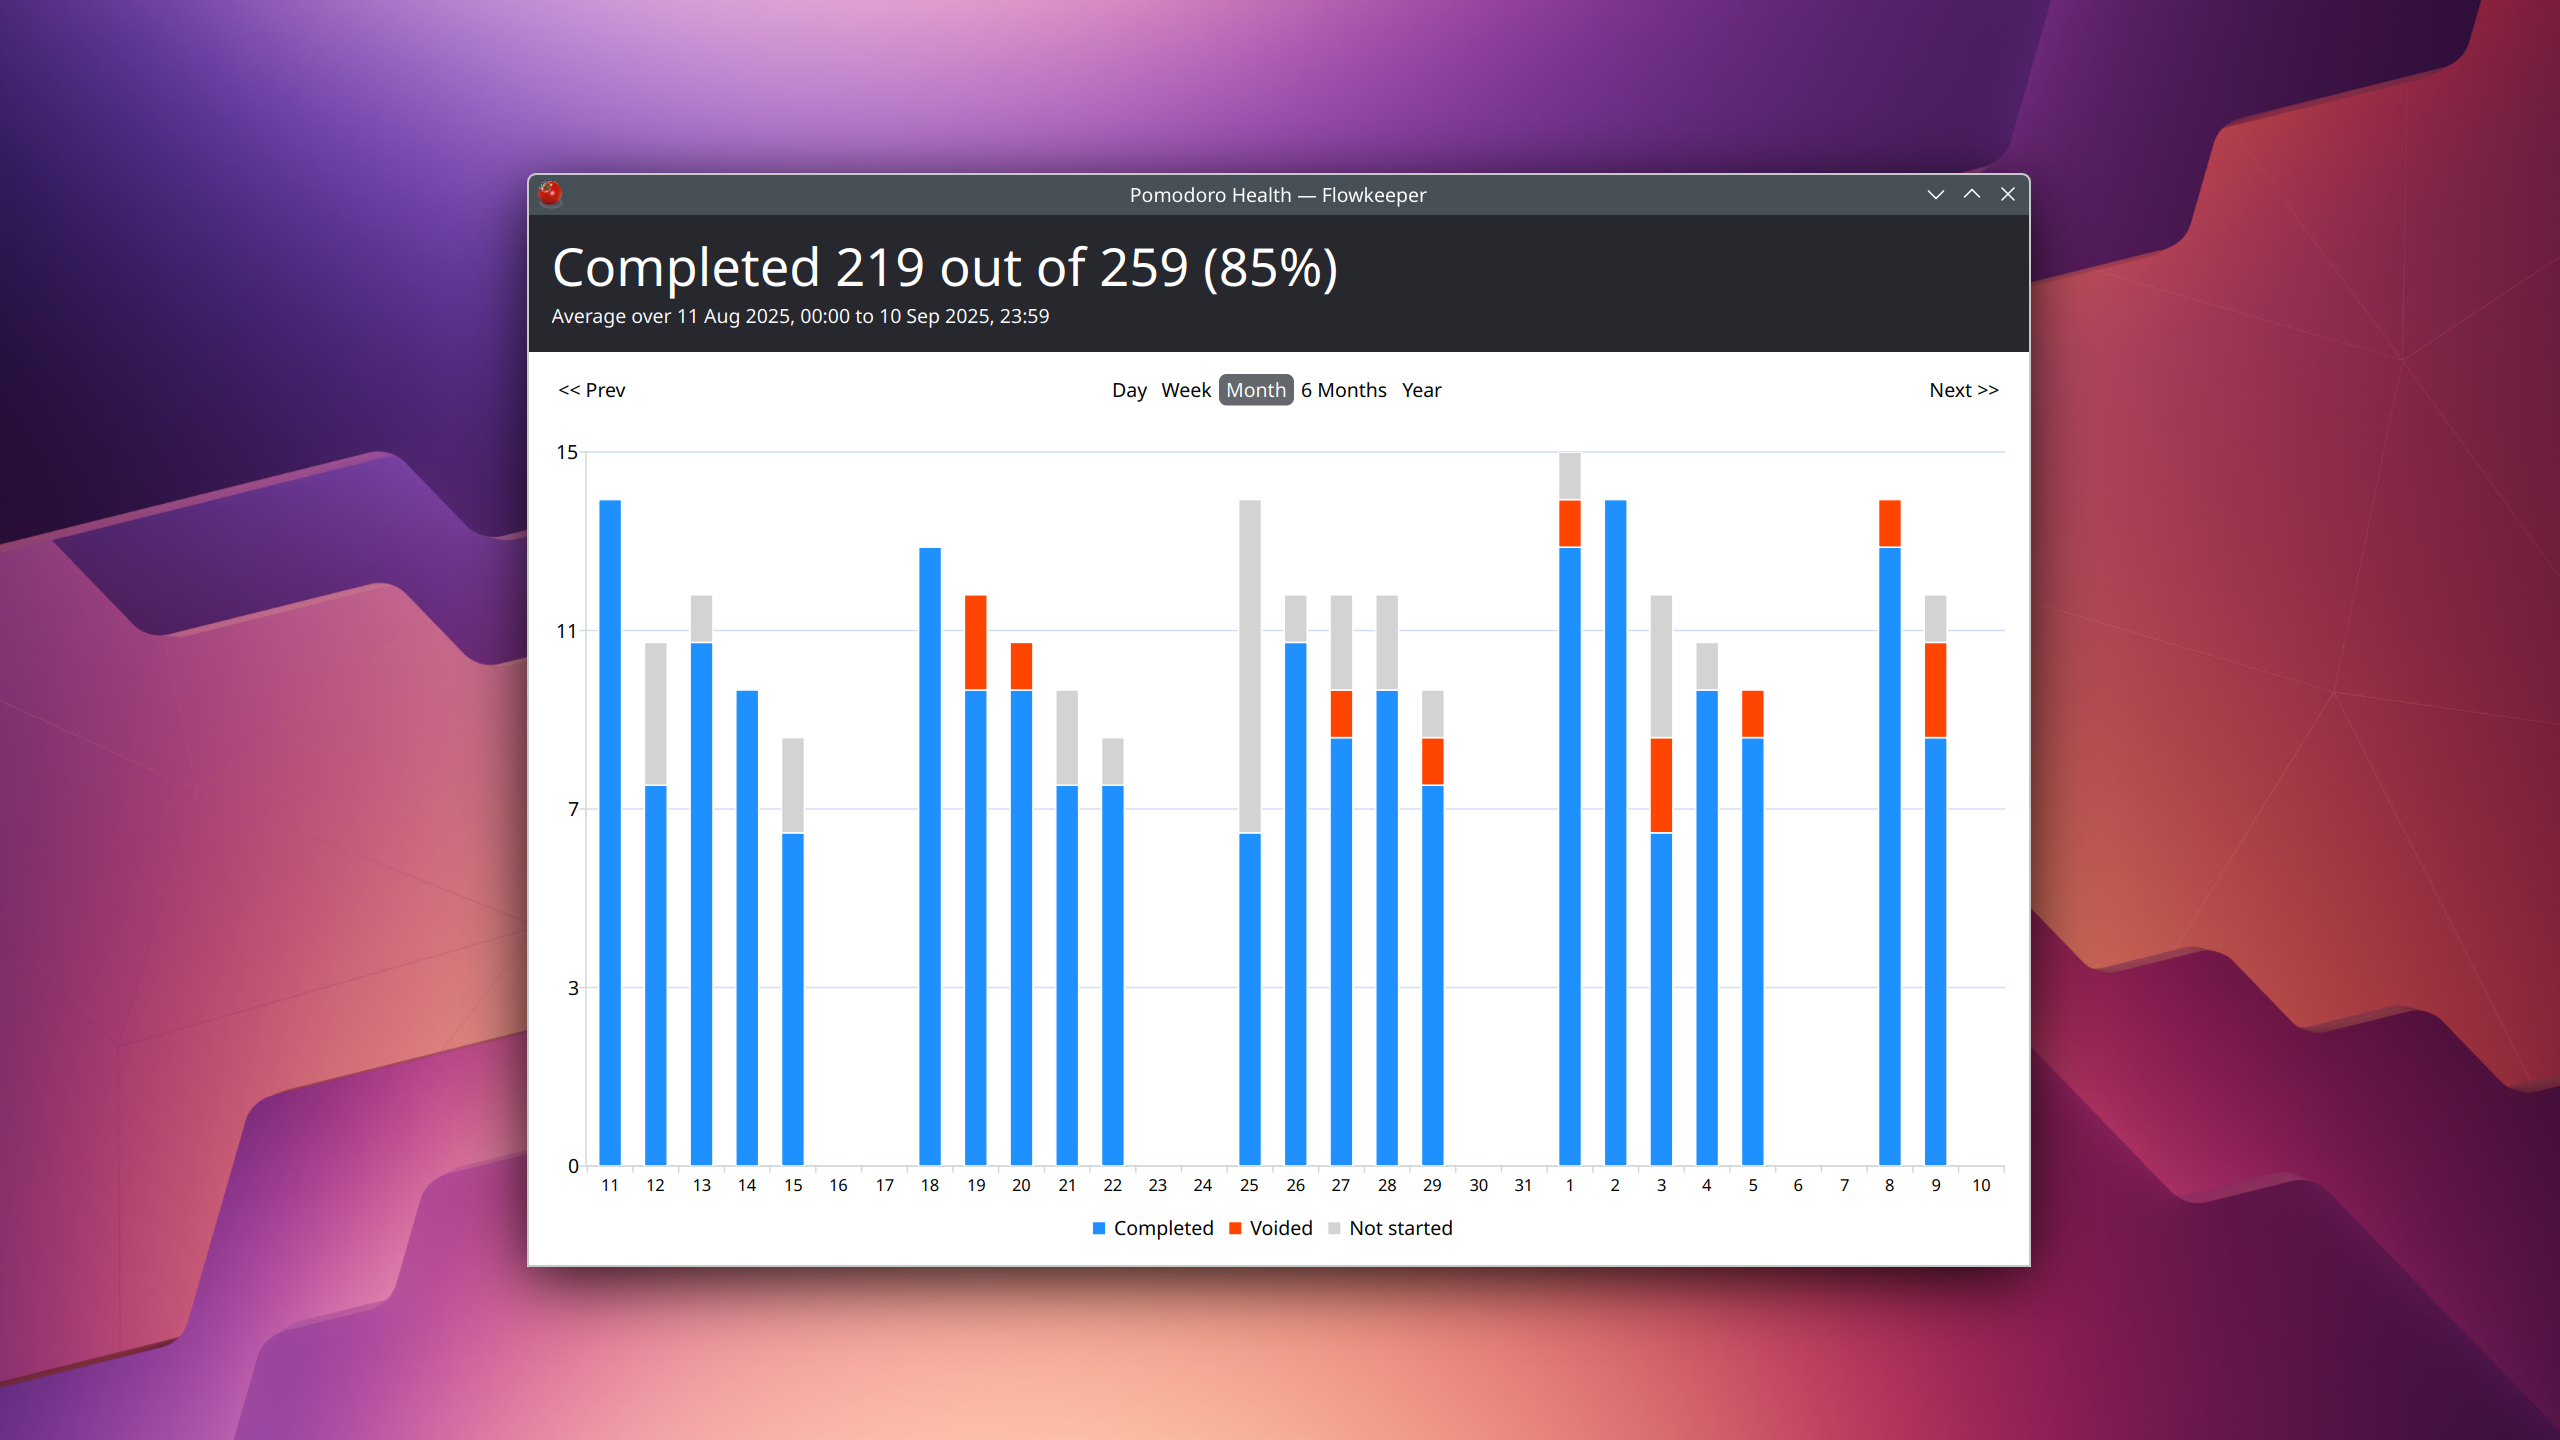 Pomodoro Health — Flowkeeper
Completed 219 out of 259 (85%)
Average over 11 Aug 2025, 00:00 to 10 Sep 2025, 23:59
<< Prev Day Week Month 6 Months Year Next >>
15
11
7
3
0
11 12 13 14 15 16 17 18 19 20 21 22 23 24 25 26 27 28 29 30 31 1 2 3 4 5 6 7 8 9 10
Completed Voided Not started